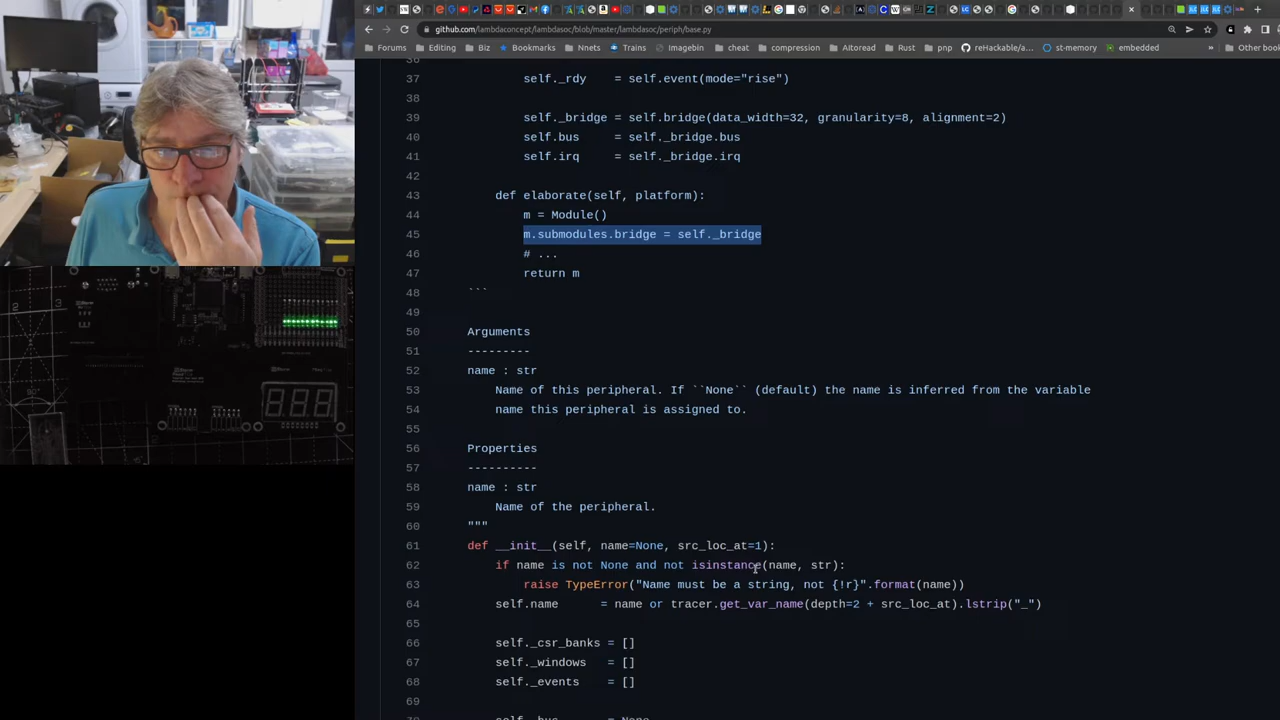 github.com/lambdaconcept/lambdasoc/blob/master/lambdasoc/periph/base.py
Forums Editing Biz Bookmarks Nnets Trains Imagebin cheat compression AItoread Rust pnp reHackable/a... st-memory embedded » Other book
36
37 self._rdy = self.event(mode="rise")
38
39 self._bridge = self.bridge(data_width=32, granularity=8, alignment=2)
40 self.bus = self._bridge.bus
41 self.irq = self._bridge.irq
42
43 def elaborate(self, platform):
44 m = Module()
45 m.submodules.bridge = self._bridge
46 # ...
47 return m
48 ```
49
50 Arguments
51 ---------
52 name : str
53 Name of this peripheral. If ``None`` (default) the name is inferred from the variable
54 name this peripheral is assigned to.
55
56 Properties
57 ----------
58 name : str
59 Name of the peripheral.
60 """
61 def __init__(self, name=None, src_loc_at=1):
62 if name is not None and not isinstance(name, str):
63 raise TypeError("Name must be a string, not {!r}".format(name))
64 self.name = name or tracer.get_var_name(depth=2 + src_loc_at).lstrip("_")
65
66 self._csr_banks = []
67 self._windows = []
68 self._events = []
69